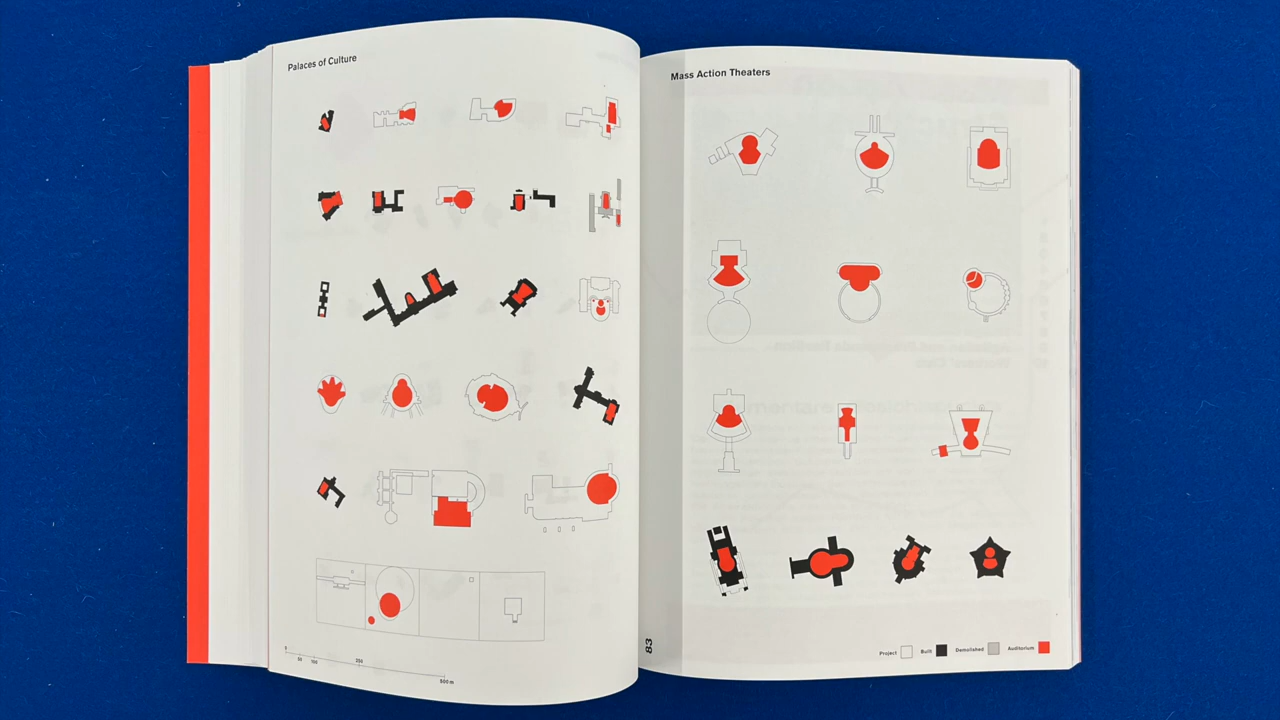 Palaces of Culture
0
50
100
200
500 m
Mass Action Theaters
83
Project
Built
Demolished
Auditorium